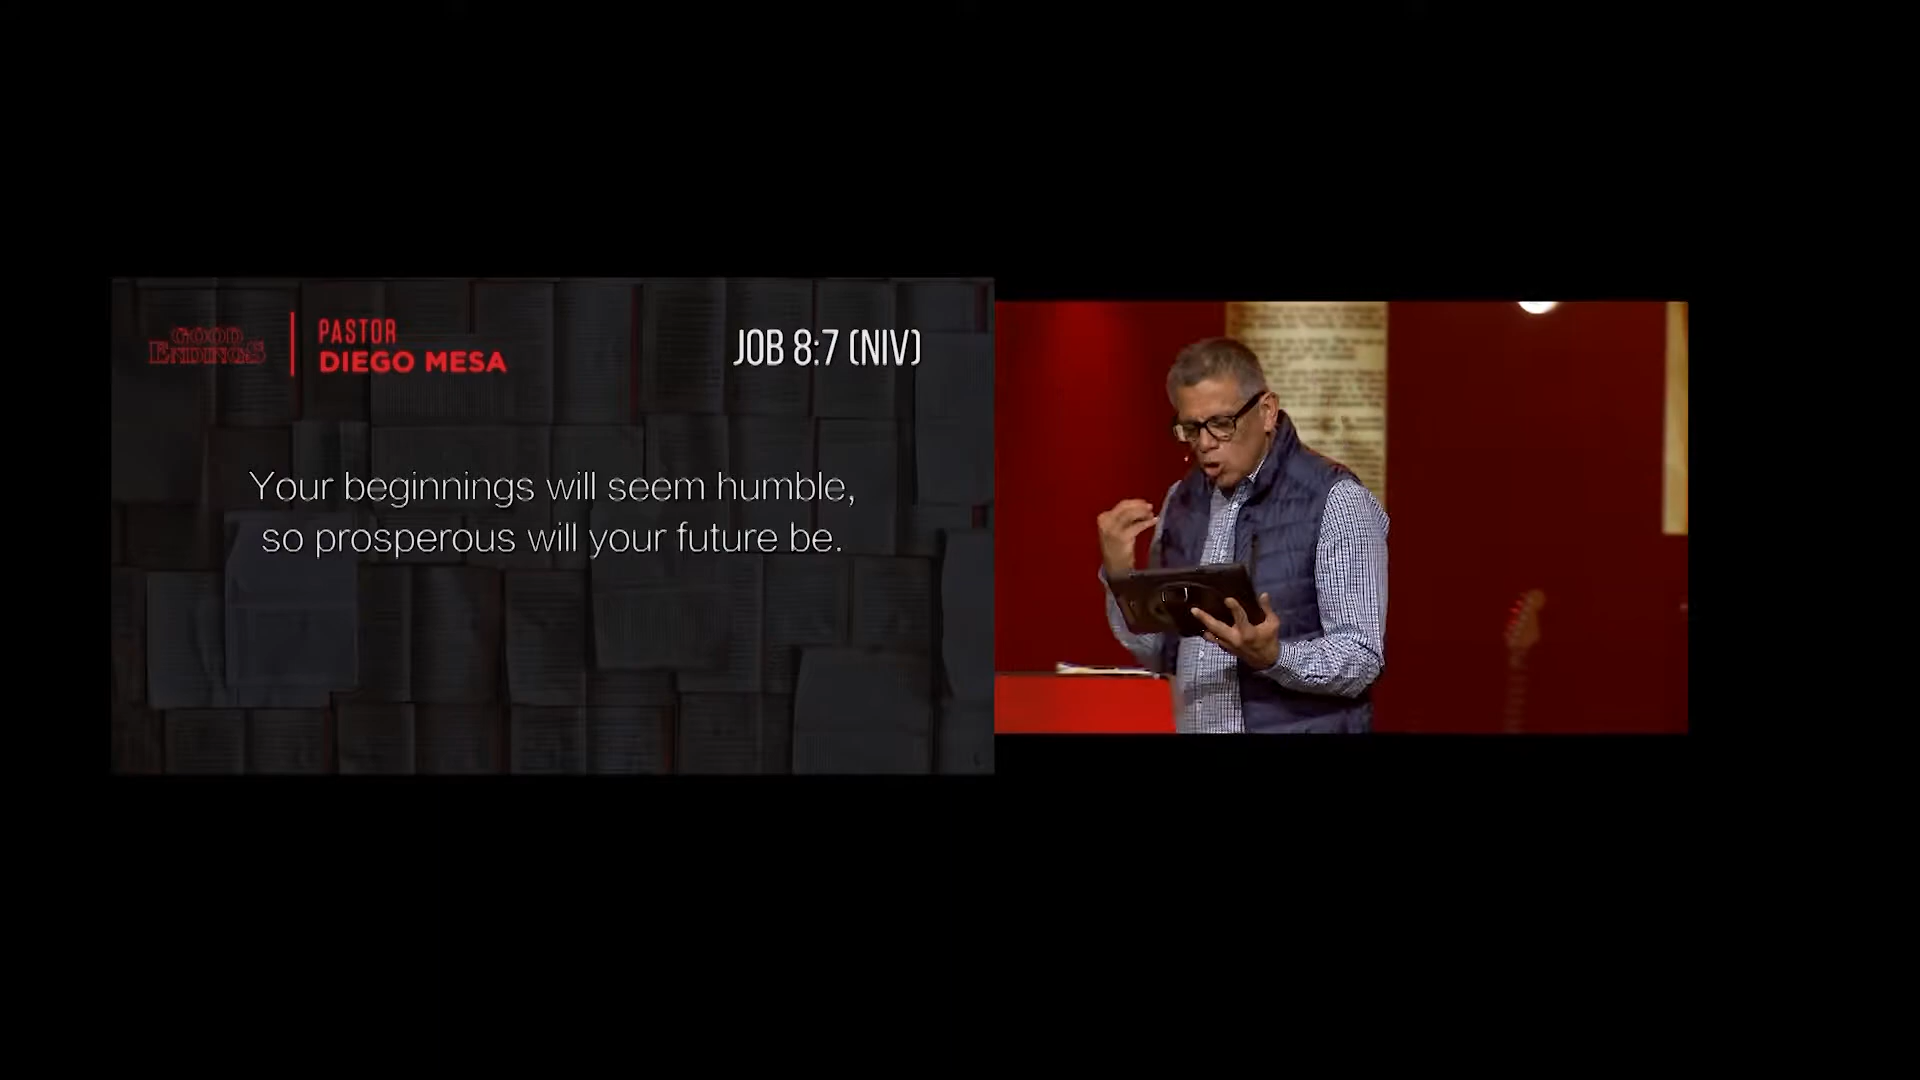 GOOD
ENDINGS
PASTOR
DIEGO MESA
JOB 8:7 (NIV)
Your beginnings will seem humble,
so prosperous will your future be.